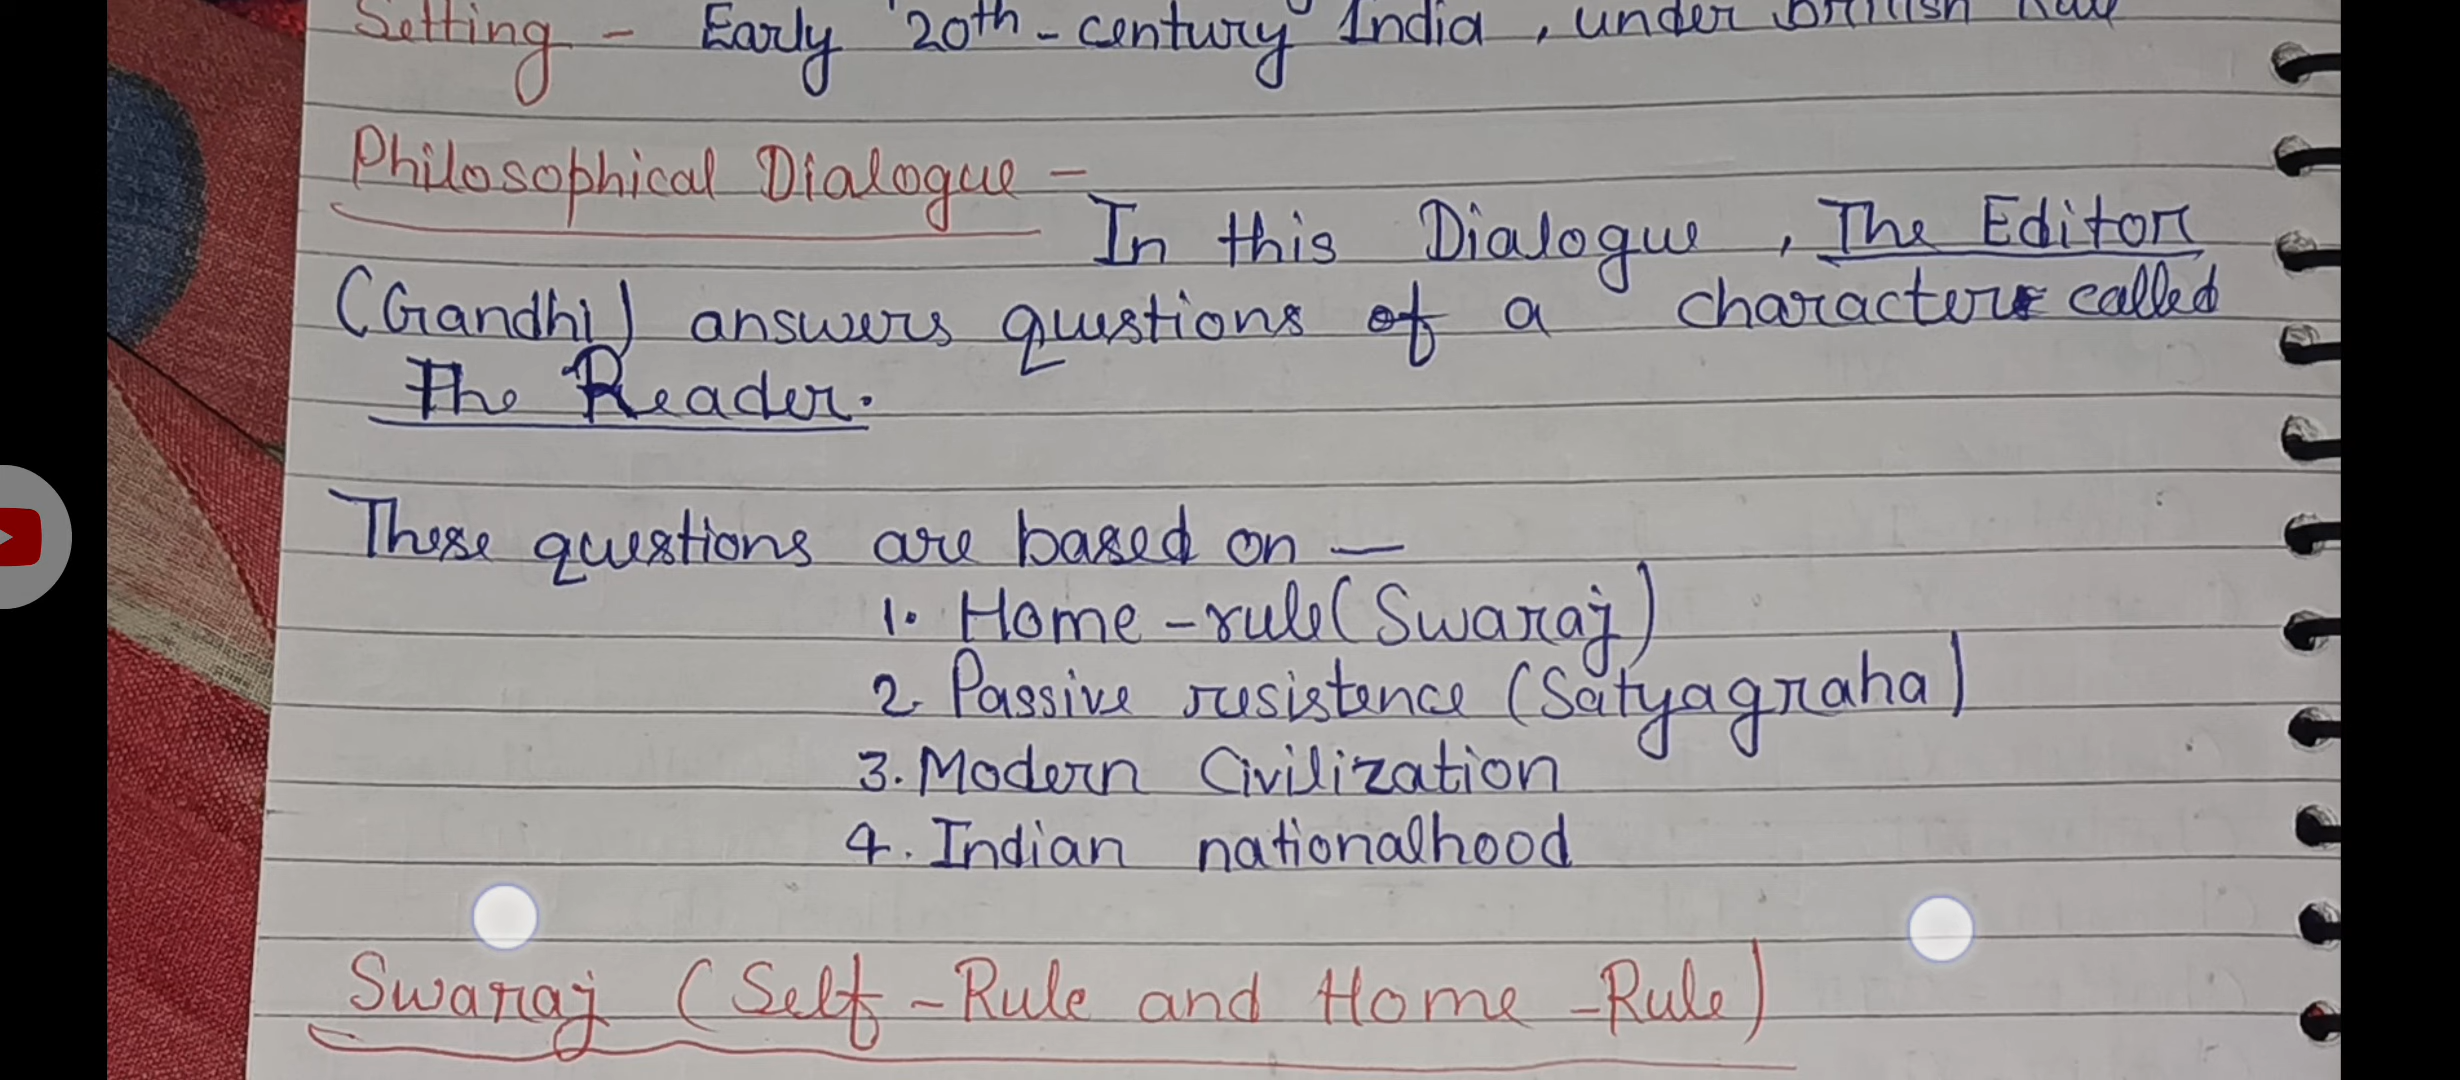 Setting - Early 20th-century India, under British Rule
Philosophical Dialogue -
In this Dialogue, The Editor
(Gandhi) answers questions of a character called
The Reader.
These questions are based on —
1. Home-rule (Swaraj)
2. Passive resistence (Satyagraha)
3. Modern Civilization
4. Indian nationalhood
Swaraj (Self-Rule and Home-Rule)